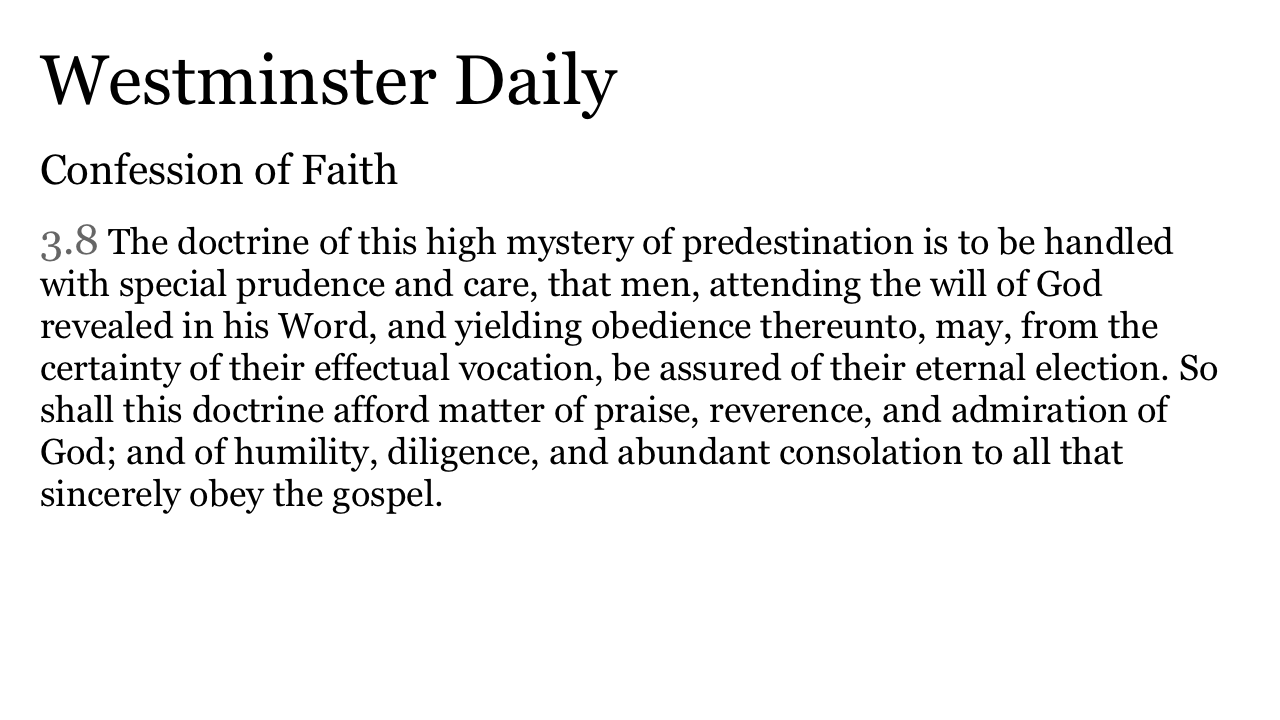 Westminster Daily
Confession of Faith
3.8 The doctrine of this high mystery of predestination is to be handled
with special prudence and care, that men, attending the will of God
revealed in his Word, and yielding obedience thereunto, may, from the
certainty of their effectual vocation, be assured of their eternal election. So
shall this doctrine afford matter of praise, reverence, and admiration of
God; and of humility, diligence, and abundant consolation to all that
sincerely obey the gospel.